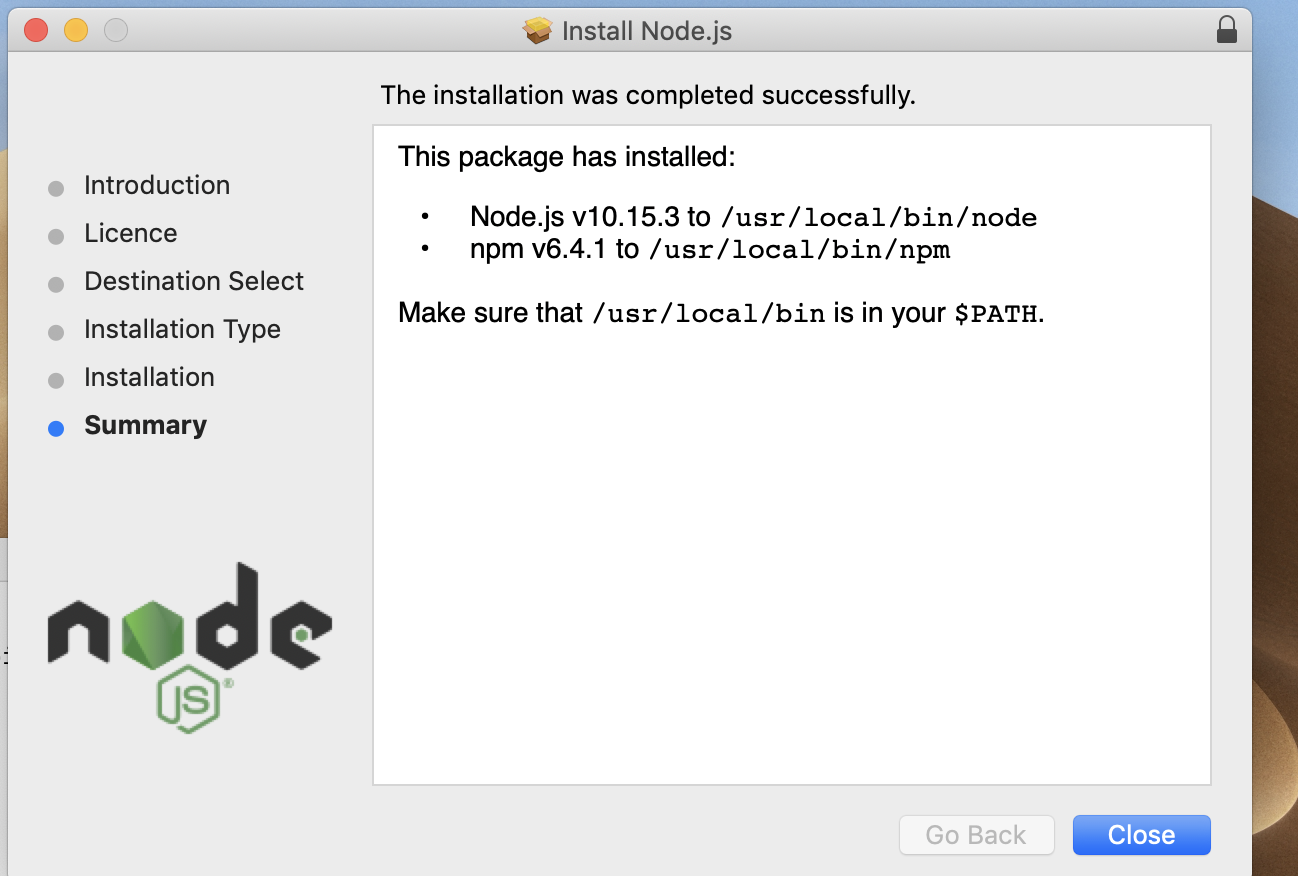 Install Node.js
The installation was completed successfully.
Introduction
Licence
Destination Select
Installation Type
Installation
Summary
This package has installed:
• Node.js v10.15.3 to /usr/local/bin/node
• npm v6.4.1 to /usr/local/bin/npm
Make sure that /usr/local/bin is in your $PATH.
node
JS®
Go Back
Close